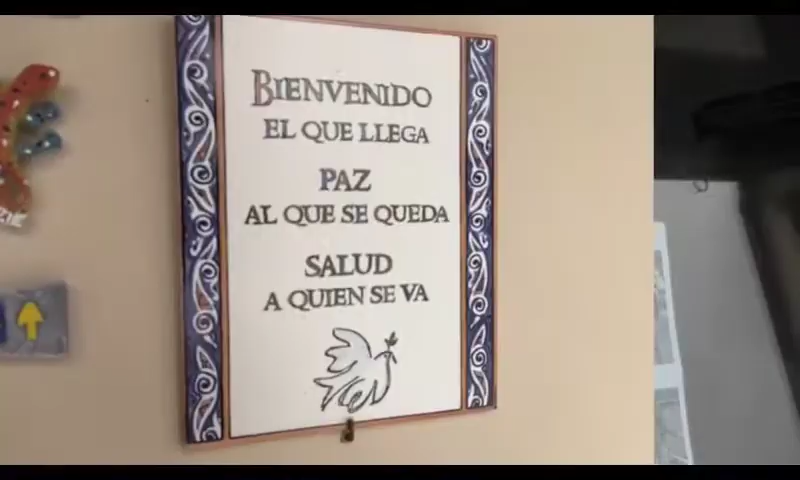 BIENVENIDO
EL QUE LLEGA
PAZ
AL QUE SE QUEDA
SALUD
A QUIEN SE VA